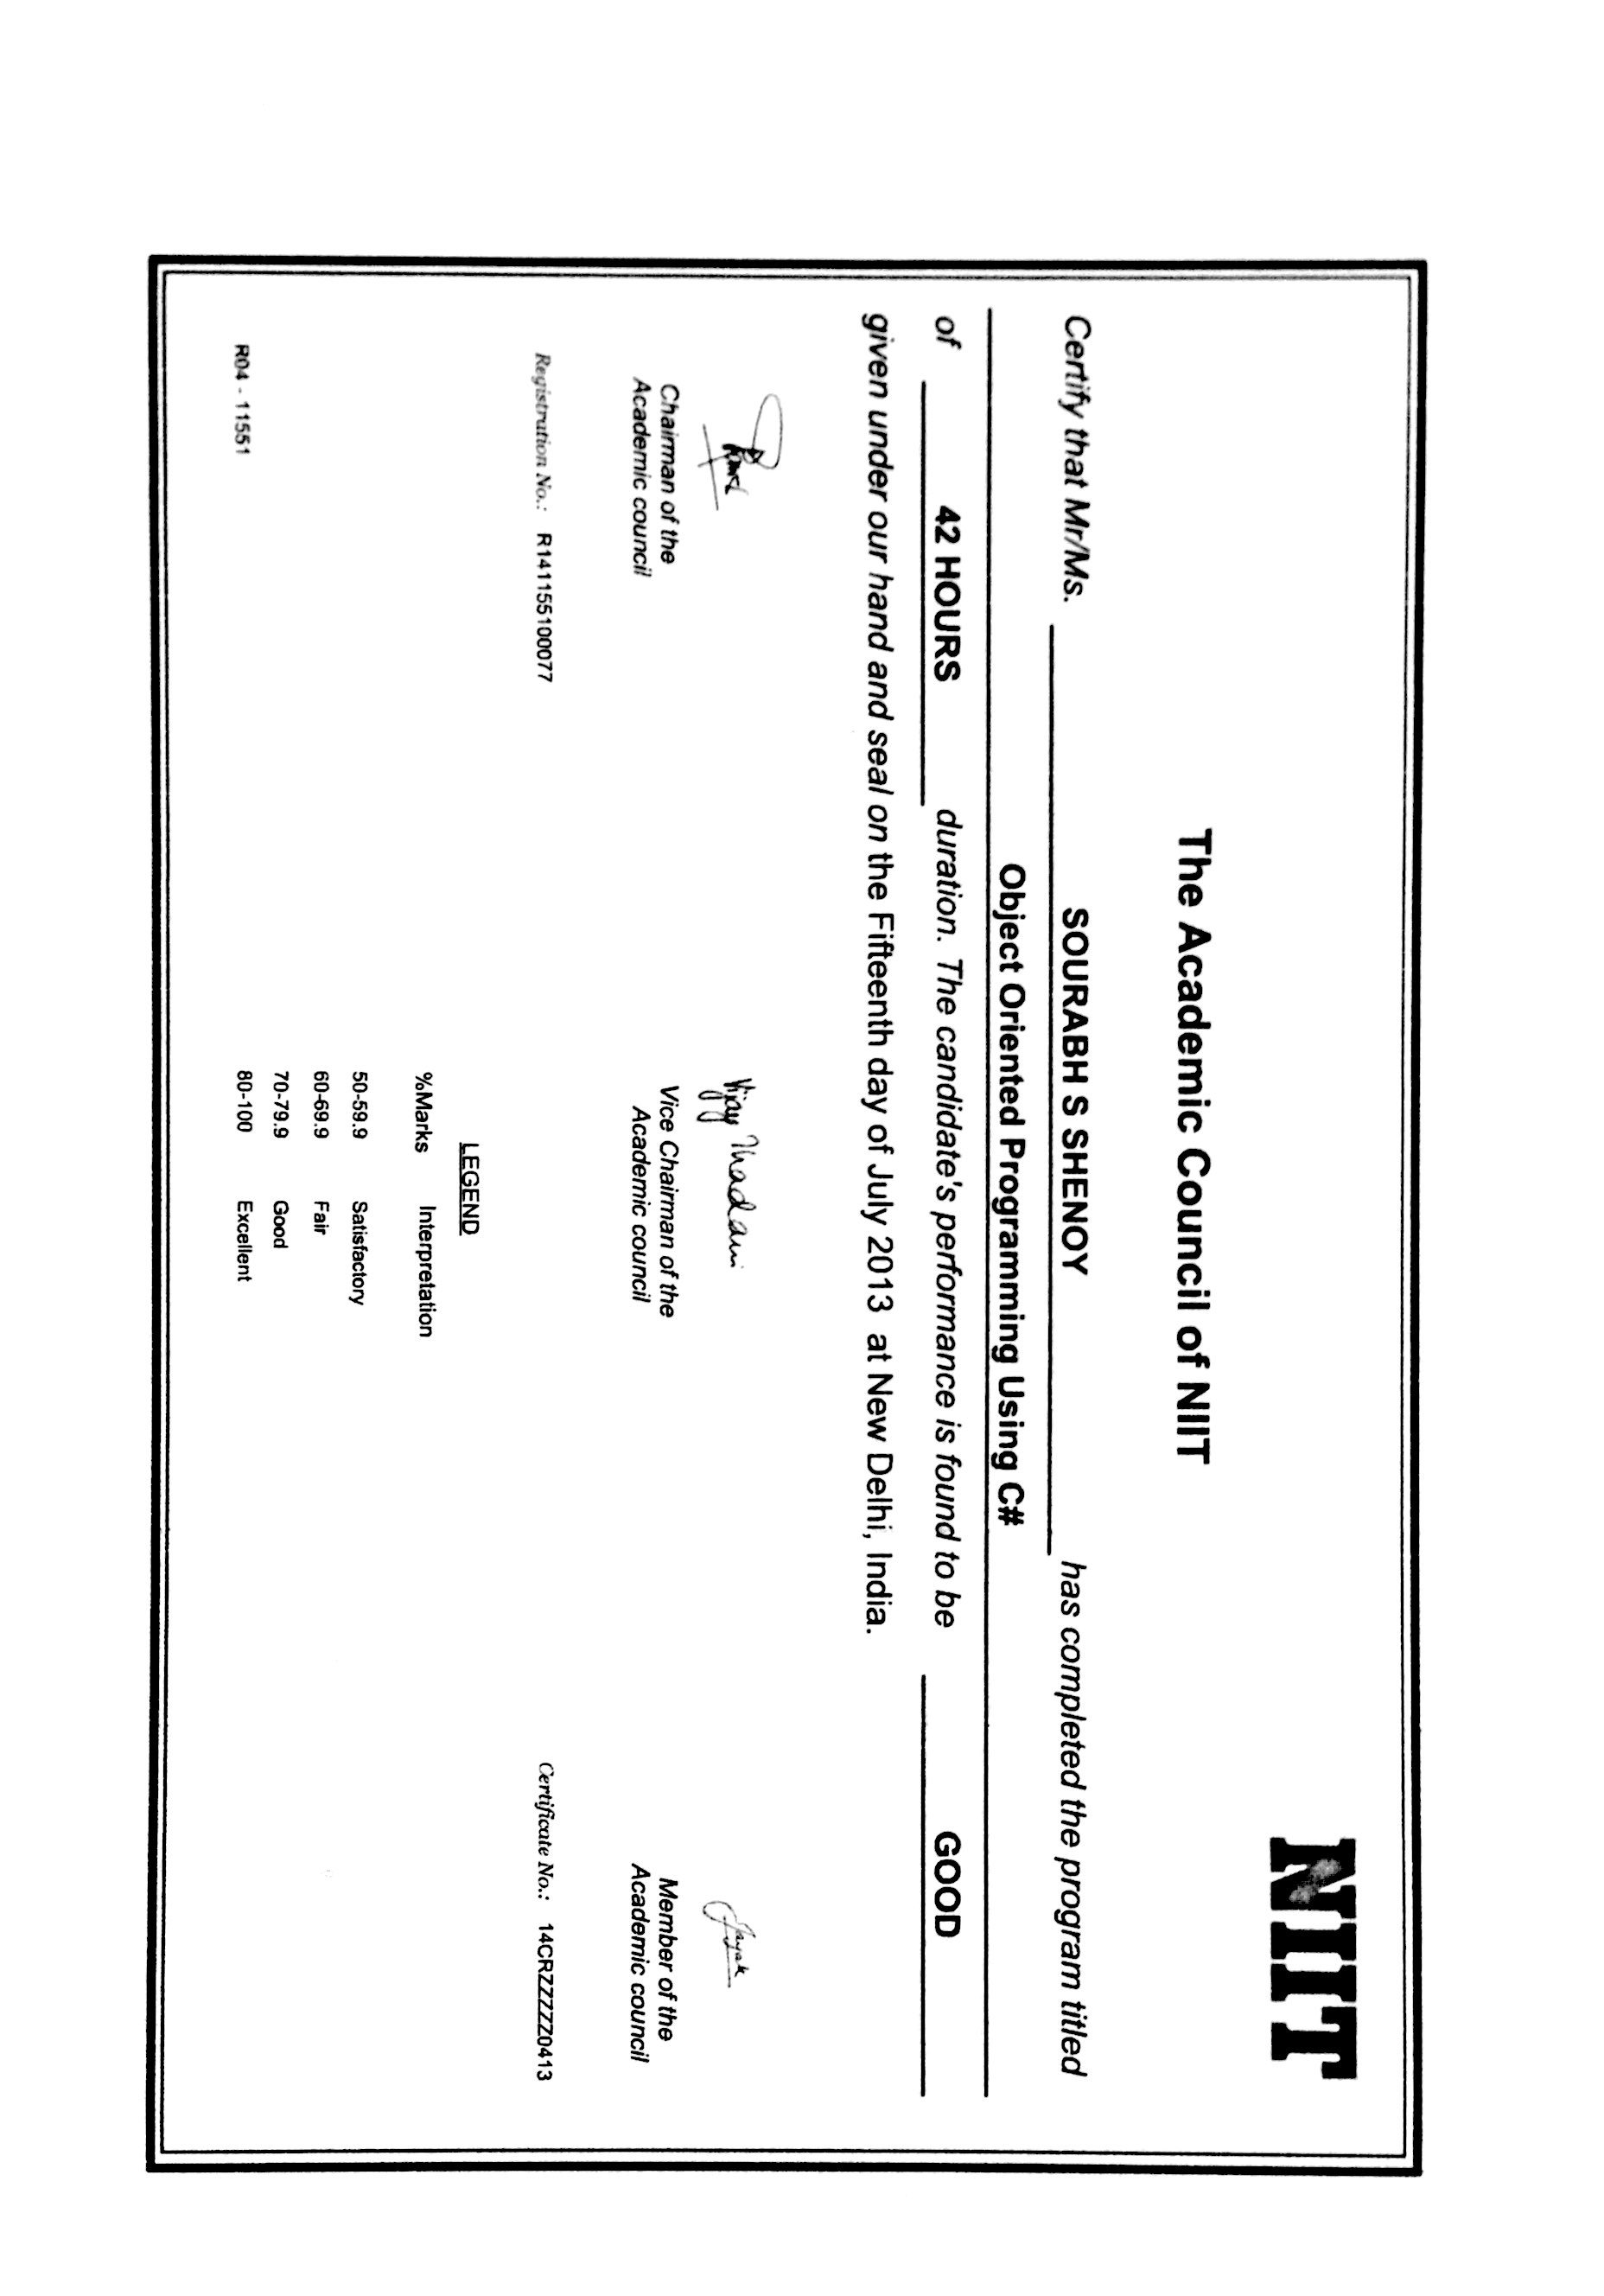 NIIT
The Academic Council of NIIT
Certify that Mr/Ms. SOURABH S SHENOY has completed the program titled
Object Oriented Programming Using C#
of 42 HOURS duration. The candidate's performance is found to be GOOD
given under our hand and seal on the Fifteenth day of July 2013 at New Delhi, India.
Vijay Thadani
Chairman of the Vice Chairman of the Member of the
Academic council Academic council Academic council
Registration No.: R141155100077 Certificate No.: 14CRZZZZZ0413
LEGEND
%Marks Interpretation
50-59.9 Satisfactory
60-69.9 Fair
70-79.9 Good
R04 - 11551 80-100 Excellent